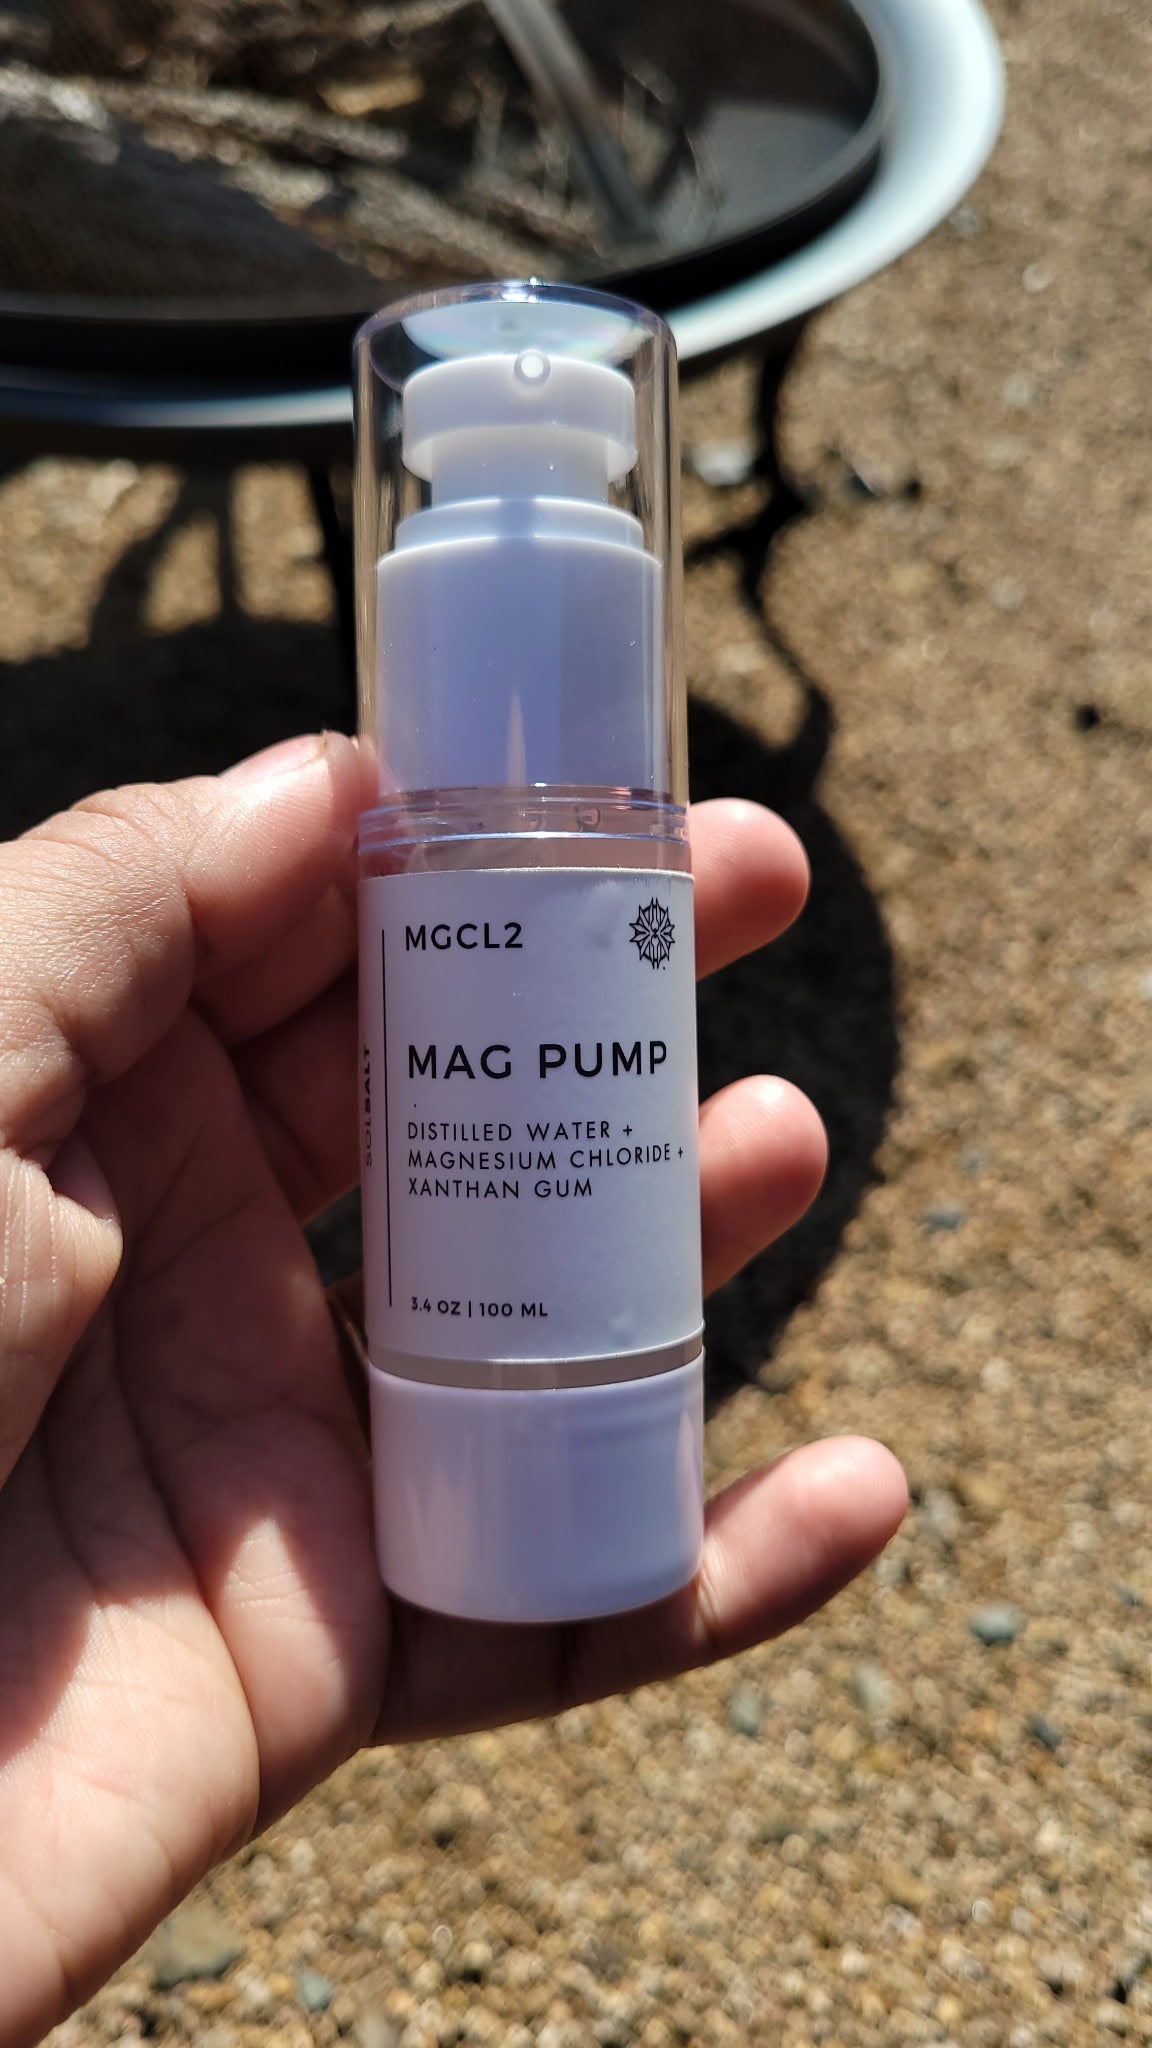 MGCL2
MAG PUMP
DISTILLED WATER +
MAGNESIUM CHLORIDE +
XANTHAN GUM
3.4 OZ | 100 ML
SOLSALT